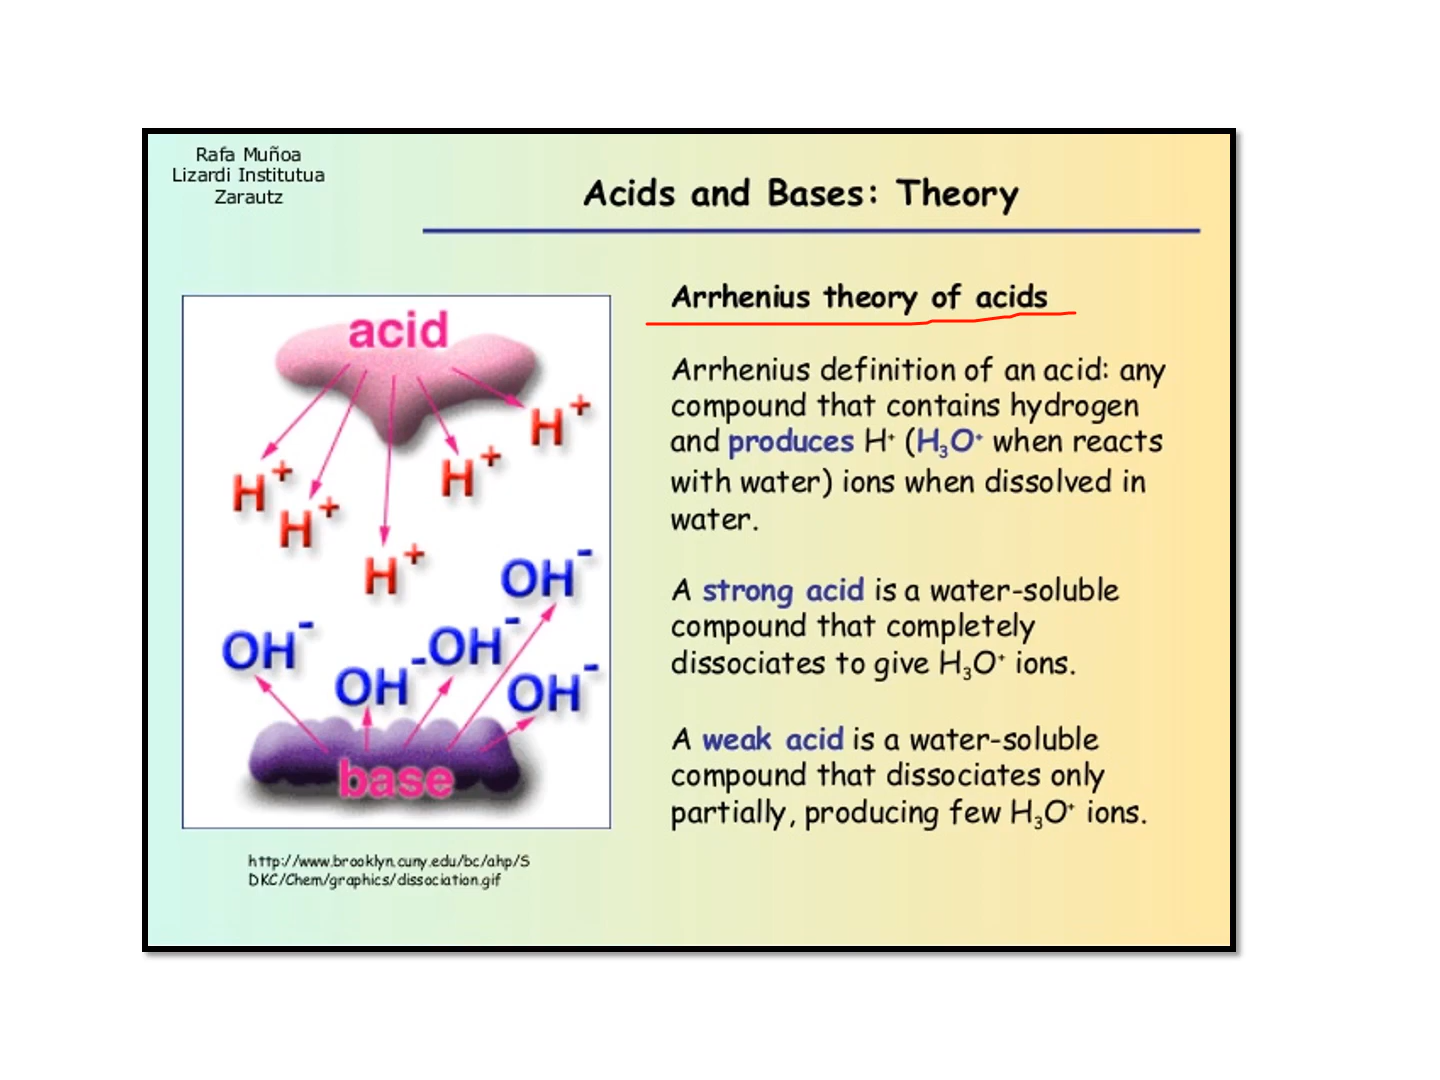 Rafa Muñoa
Lizardi Institutua
Zarautz
Acids and Bases: Theory
acid
H⁺
H⁺
H⁺
H⁺
H⁺
OH⁻
OH⁻
OH⁻
OH⁻
OH⁻
base
http://www.brooklyn.cuny.edu/bc/ahp/S
DKC/Chem/graphics/dissociation.gif
Arrhenius theory of acids
Arrhenius definition of an acid: any
compound that contains hydrogen
and produces H⁺ (H₃O⁺ when reacts
with water) ions when dissolved in
water.
A strong acid is a water-soluble
compound that completely
dissociates to give H₃O⁺ ions.
A weak acid is a water-soluble
compound that dissociates only
partially, producing few H₃O⁺ ions.